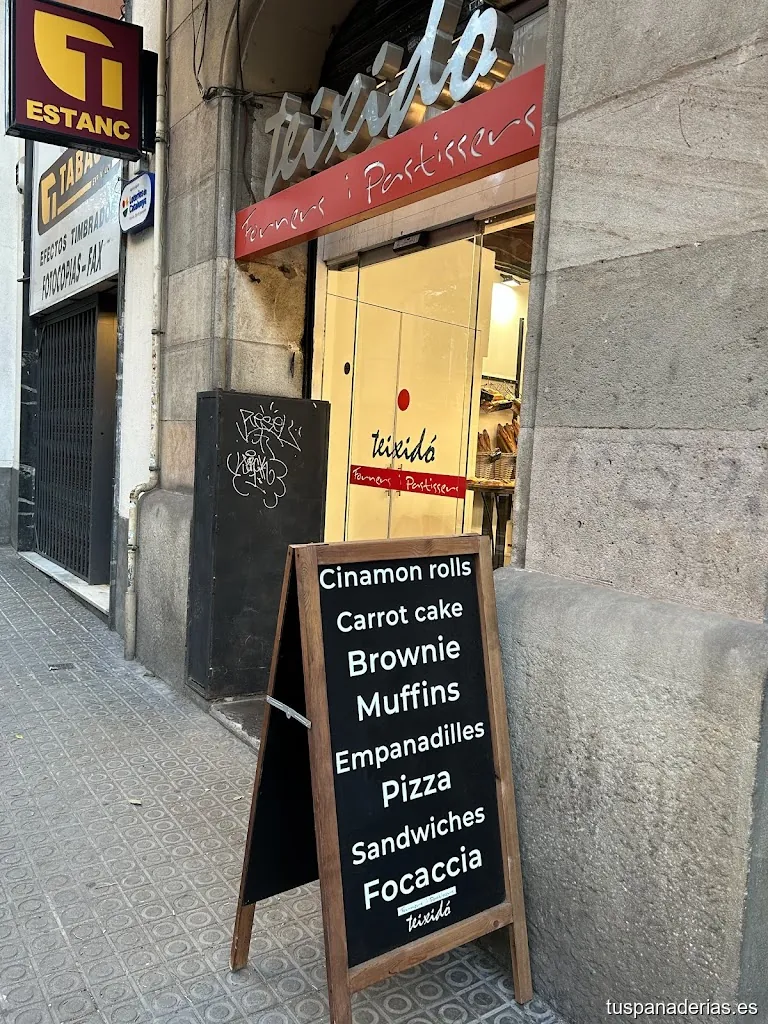 ESTANC
TABAC
EFECTOS TIMBRADOS
FOTOCOPIAS-FAX
teixidó
Forners i Pastissers
teixidó
Forners i Pastissers
Cinamon rolls
Carrot cake
Brownie
Muffins
Empanadilles
Pizza
Sandwiches
Focaccia
teixidó
tuspanaderias.es